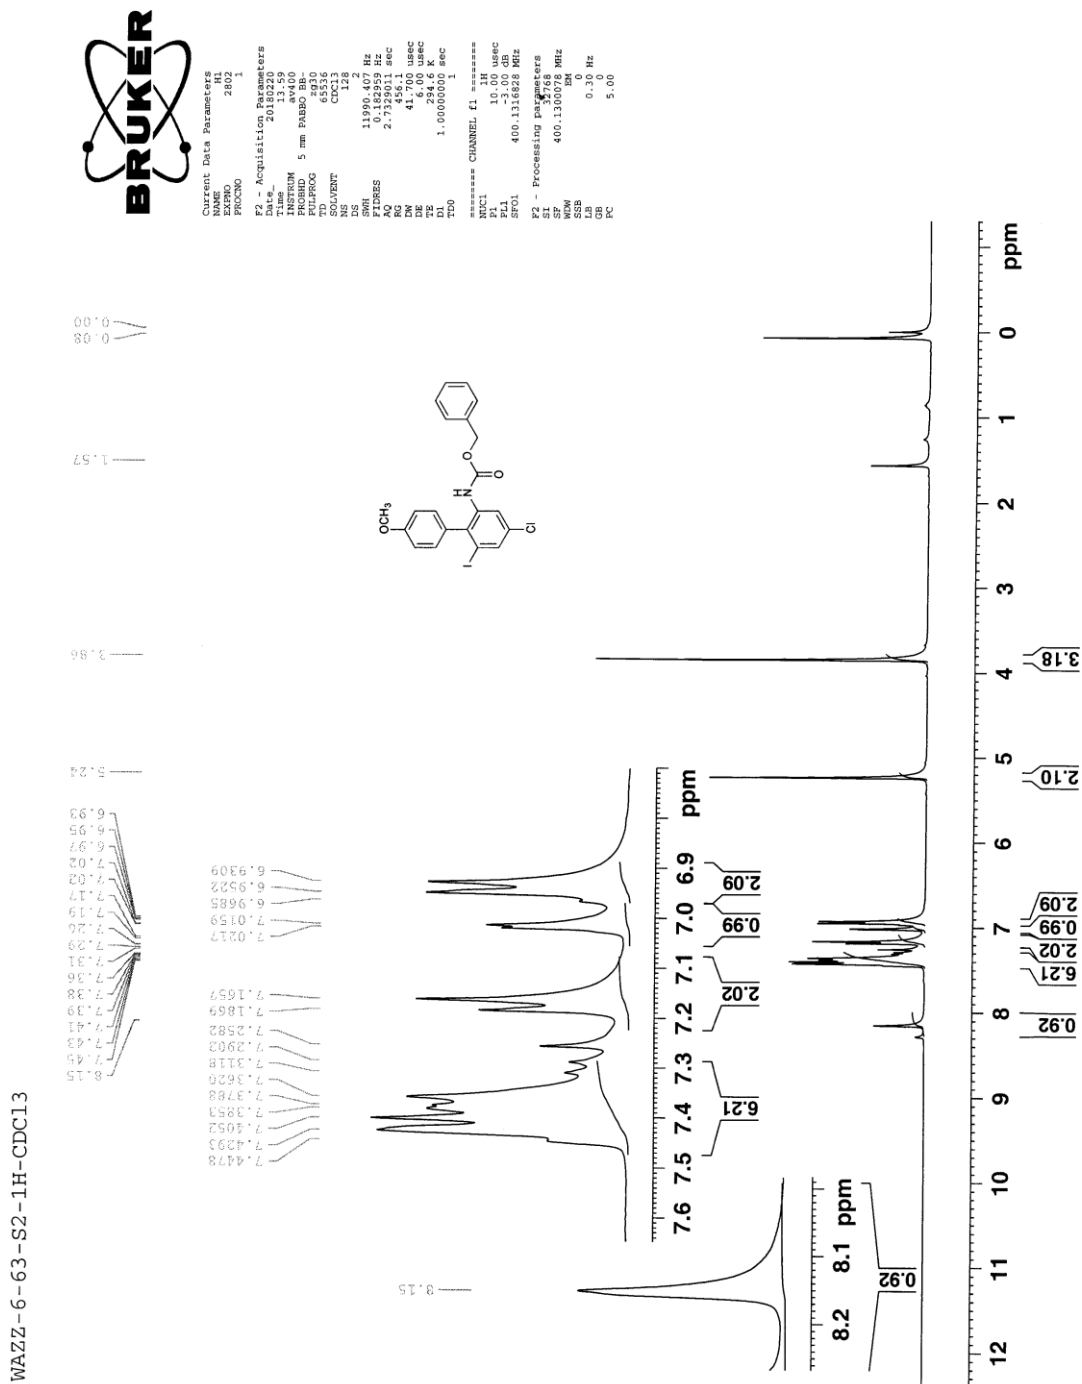 WAZZ-6-63-S2-1H-CDCl3
BRUKER
Current Data Parameters
NAME H1
EXPNO 2802
PROCNO 1
F2 - Acquisition Parameters
Date_ 20180220
Time 13.59
INSTRUM av400
PROBHD 5 mm PABBO BB-
PULPROG zg30
TD 65536
SOLVENT CDCl3
NS 128
DS 2
SWH 11990.407 Hz
FIDRES 0.182959 Hz
AQ 2.7329011 sec
RG 456.1
DW 41.700 usec
DE 6.00 usec
TE 294.6 K
D1 1.00000000 sec
TD0 1
======== CHANNEL f1 ========
NUC1 1H
P1 10.00 usec
PL1 -3.00 dB
SFO1 400.1316828 MHz
F2 - Processing parameters
SI 32768
SF 400.1300078 MHz
WDW EM
SSB 0
LB 0.30 Hz
GB 0
PC 5.00
8.15
7.45
7.43
7.41
7.39
7.38
7.36
7.31
7.29
7.26
7.19
7.17
7.02
7.02
6.97
6.95
6.93
5.24
3.86
1.57
0.08
0.00
7.4478
7.4293
7.4052
7.3853
7.3788
7.3620
7.3118
7.2903
7.2582
7.1869
7.1657
7.0217
7.0159
6.9685
6.9522
6.9309
OCH3
I
Cl
H
N
O
O
7.6 7.5 7.4 7.3 7.2 7.1 7.0 6.9 ppm
6.21
2.02
0.99
2.09
8.15
8.2 8.1 ppm
0.92
12 11 10 9 8 7 6 5 4 3 2 1 0 ppm
0.92
6.21
2.02
0.99
2.09
2.10
3.18